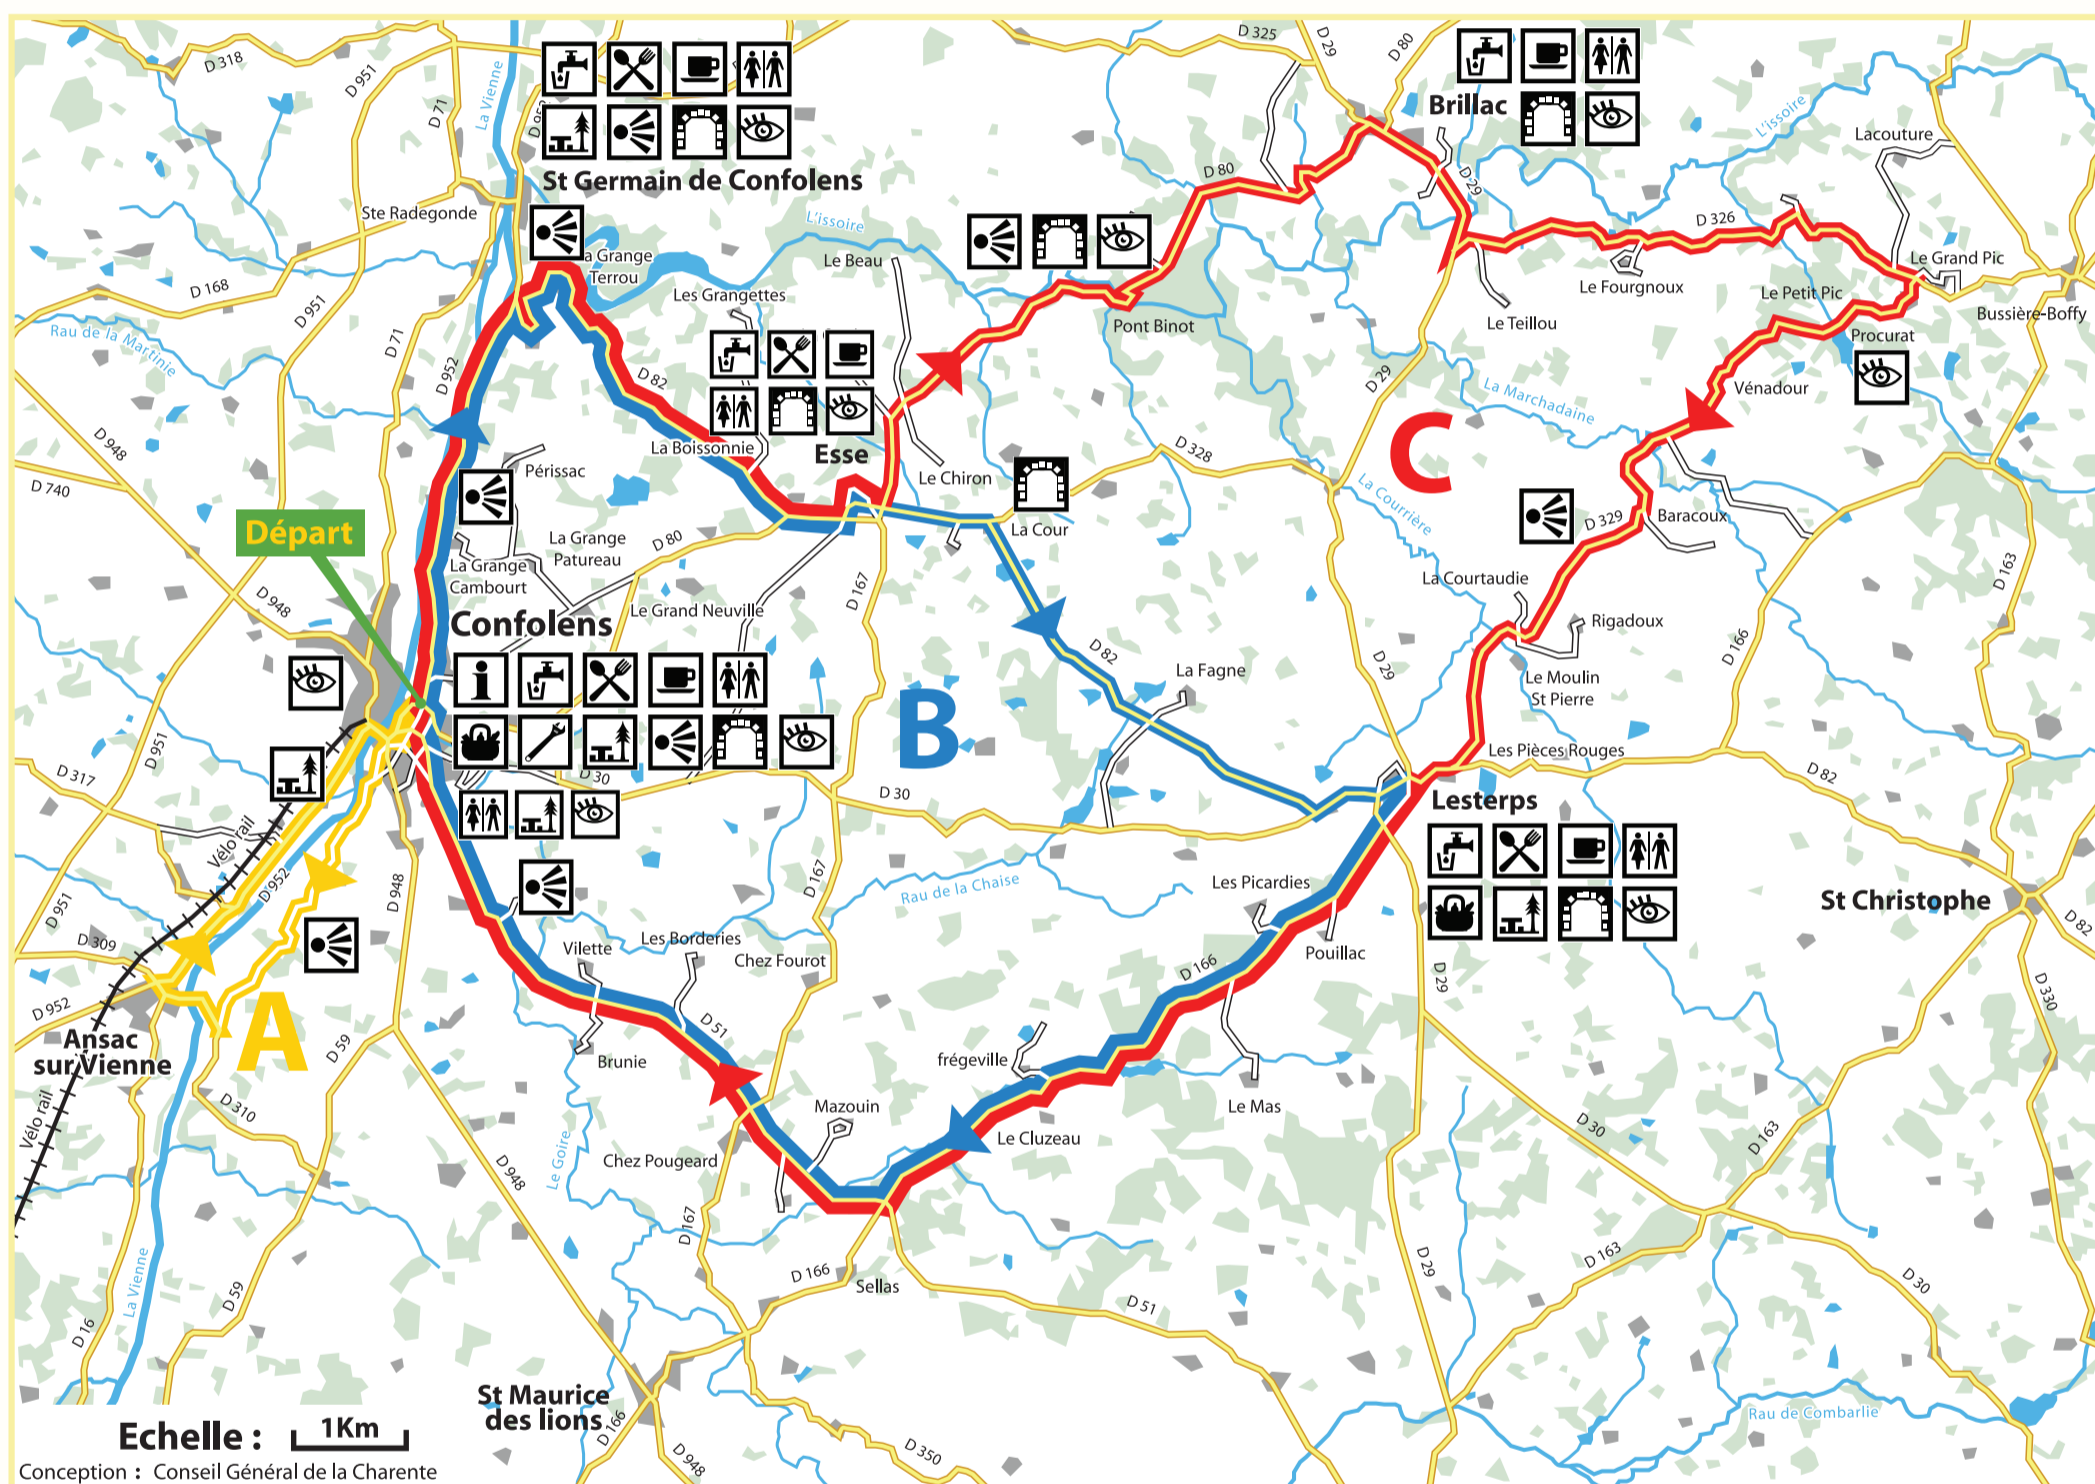 D 318
D 951
D 71
La Vienne
D 325
D 29
D 80
Brillac
L'issoire
Lacouture
St Germain de Confolens
Ste Radegonde
L'issoire
D 80
D 29
D 326
Le Grand Pic
a Grange
Terrou
Le Beau
Les Grangettes
Le Fourgnoux
Le Petit Pic
Bussière-Boffy
D 168
D 951
D 71
Rau de la Martinie
Pont Binot
Le Teillou
Procurat
D 952
D 82
D 29
La Marchadaine
Vénadour
D 948
D 740
La Boissonnie
Esse
Le Chiron
D 328
C
Périssac
La Courrière
Départ
La Grange
Patureau
D 80
La Cour
D 329
Baracoux
La Grange
Cambourt
D 948
Le Grand Neuville
D 167
La Courtaudie
D 163
Confolens
Rigadoux
D 82
La Fagne
D 29
D 166
Le Moulin
St Pierre
B
D 951
D 317
D 30
D 30
Les Pièces Rouges
D 82
Lesterps
Vélo rail
D 952
D 948
D 167
Rau de la Chaise
Les Picardies
St Christophe
D 951
D 309
Vilette
Les Borderies
Chez Fourot
Pouillac
D 82
D 166
D 29
D 330
D 952
A
Ansac
sur Vienne
D 59
D 51
Brunie
frégeville
Vélo rail
D 310
Mazouin
Le Mas
Le Cluzeau
D 30
D 163
Chez Pougeard
Le Goire
D 948
D 167
La Vienne
D 59
D 166
Sellas
D 51
D 29
D 163
D 30
D 16
St Maurice
des lions
D 166
D 948
D 350
Rau de Combarlie
Echelle : 1Km
Conception : Conseil Général de la Charente